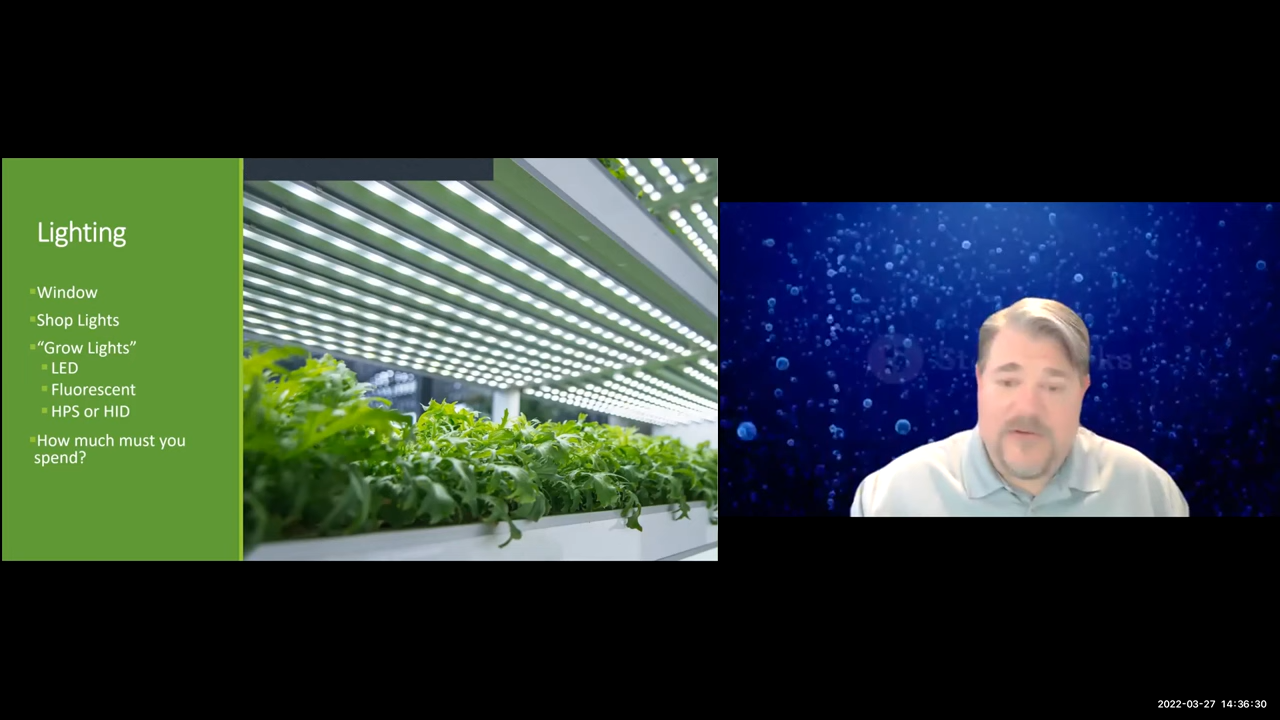 Lighting
Window
Shop Lights
“Grow Lights”
LED
Fluorescent
HPS or HID
How much must you
spend?
2022-03-27 14:36:30